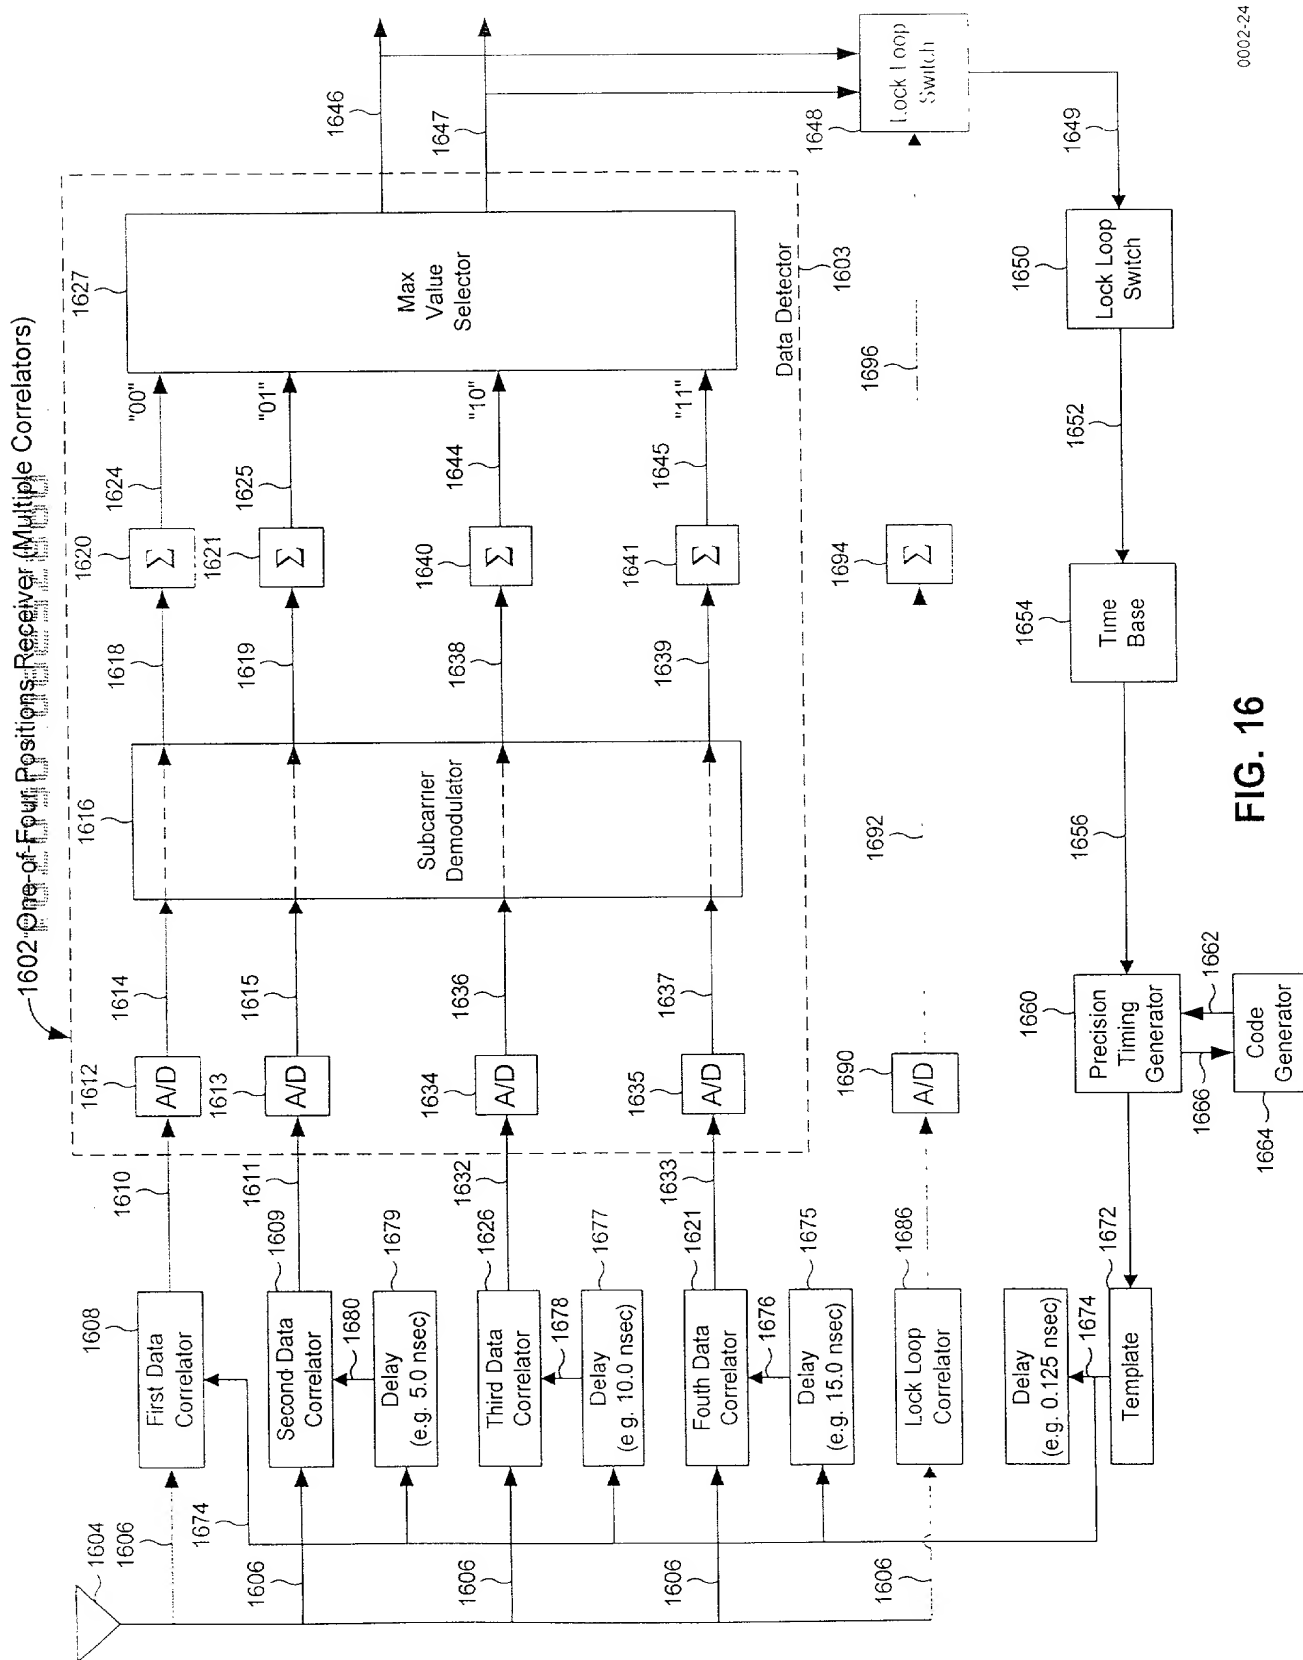 1602 One-of-Four Positions Receiver (Multiple Correlators)
1604
1606
1608
First Data
Correlator
1610
1612
A/D
1614
1616
Subcarrier
Demodulator
1618
1620
Σ
1624
"00"
1627
Max
Value
Selector
1646
1674
1606
Second Data
Correlator
1609
1611
1613
A/D
1615
1619
1621
Σ
1625
"01"
1647
1680
Delay
(e.g. 5.0 nsec)
1679
1606
Third Data
Correlator
1626
1632
1634
A/D
1636
1638
1640
Σ
1644
"10"
1678
Delay
(e g. 10.0 nsec)
1677
1606
Fouth Data
Correlator
1621
1633
1635
A/D
1637
1639
1641
Σ
1645
"11"
1676
Delay
(e.g. 15.0 nsec)
1675
Data Detector
1603
1606
Lock Loop
Correlator
1686
1690
A/D
1692
1694
Σ
1696
1648
Lock Loop
Switch
Delay
(e.g. 0.125 nsec)
1674
Template
1672
1660
Precision
Timing
Generator
1656
1654
Time
Base
1652
1650
Lock Loop
Switch
1649
1666
1662
1664
Code
Generator
FIG. 16
0002-24